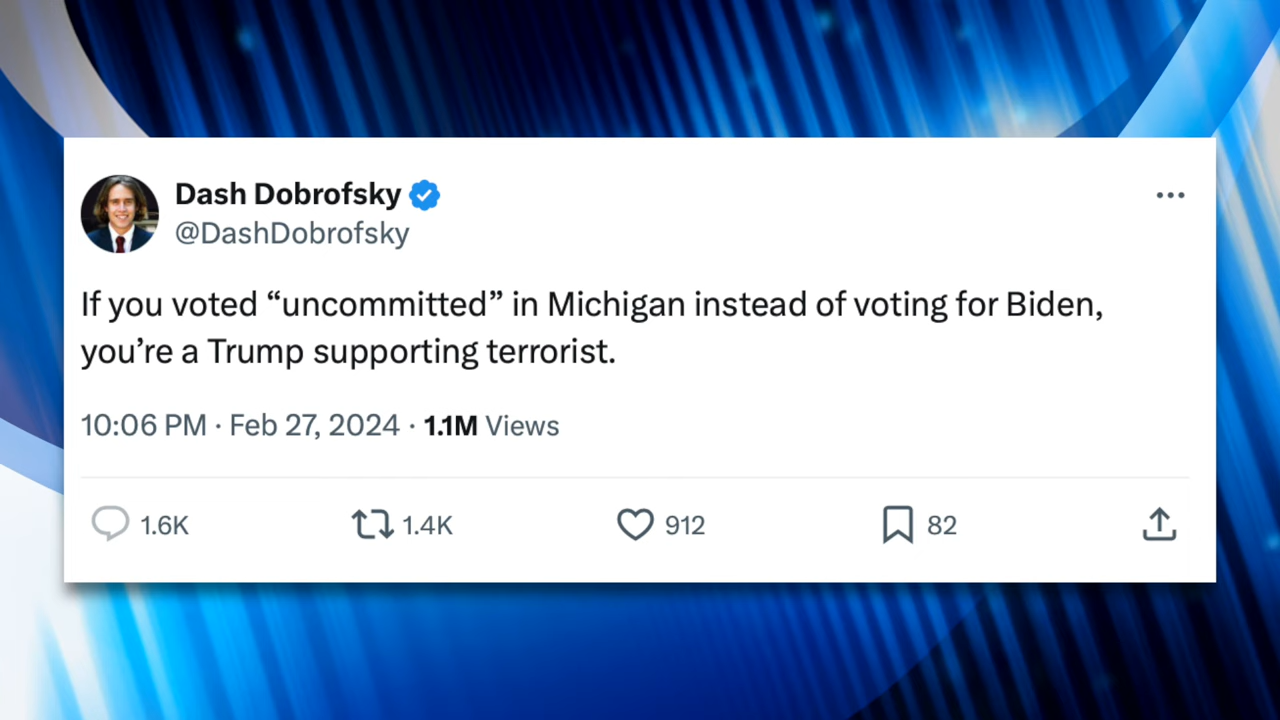 Dash Dobrofsky
@DashDobrofsky
If you voted “uncommitted” in Michigan instead of voting for Biden,
you’re a Trump supporting terrorist.
10:06 PM · Feb 27, 2024 · 1.1M Views
1.6K 1.4K 912 82